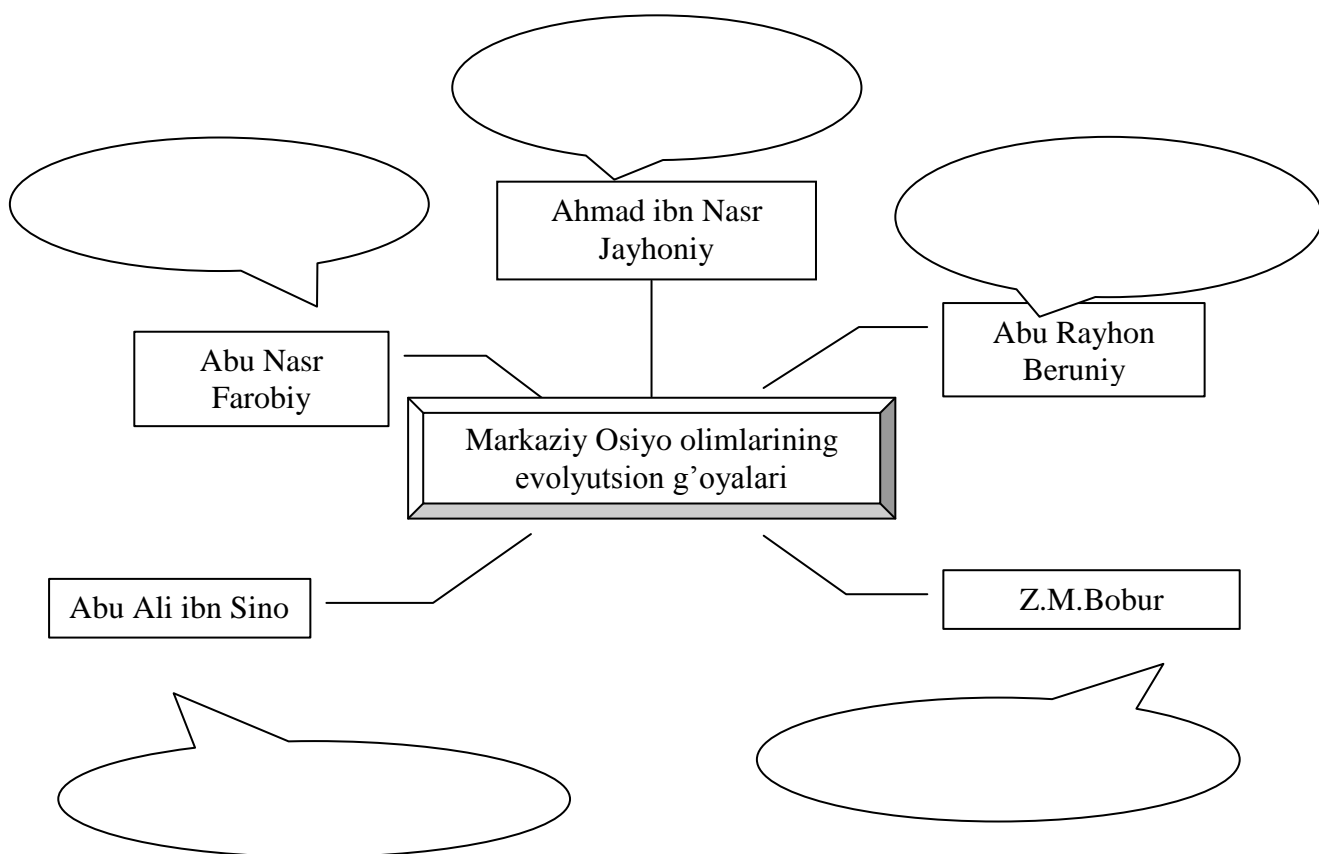 Ahmad ibn Nasr
Jayhoniy
Abu Nasr
Farobiy
Abu Rayhon
Beruniy
Markaziy Osiyo olimlarining
evolyutsion g’oyalari
Abu Ali ibn Sino
Z.M.Bobur